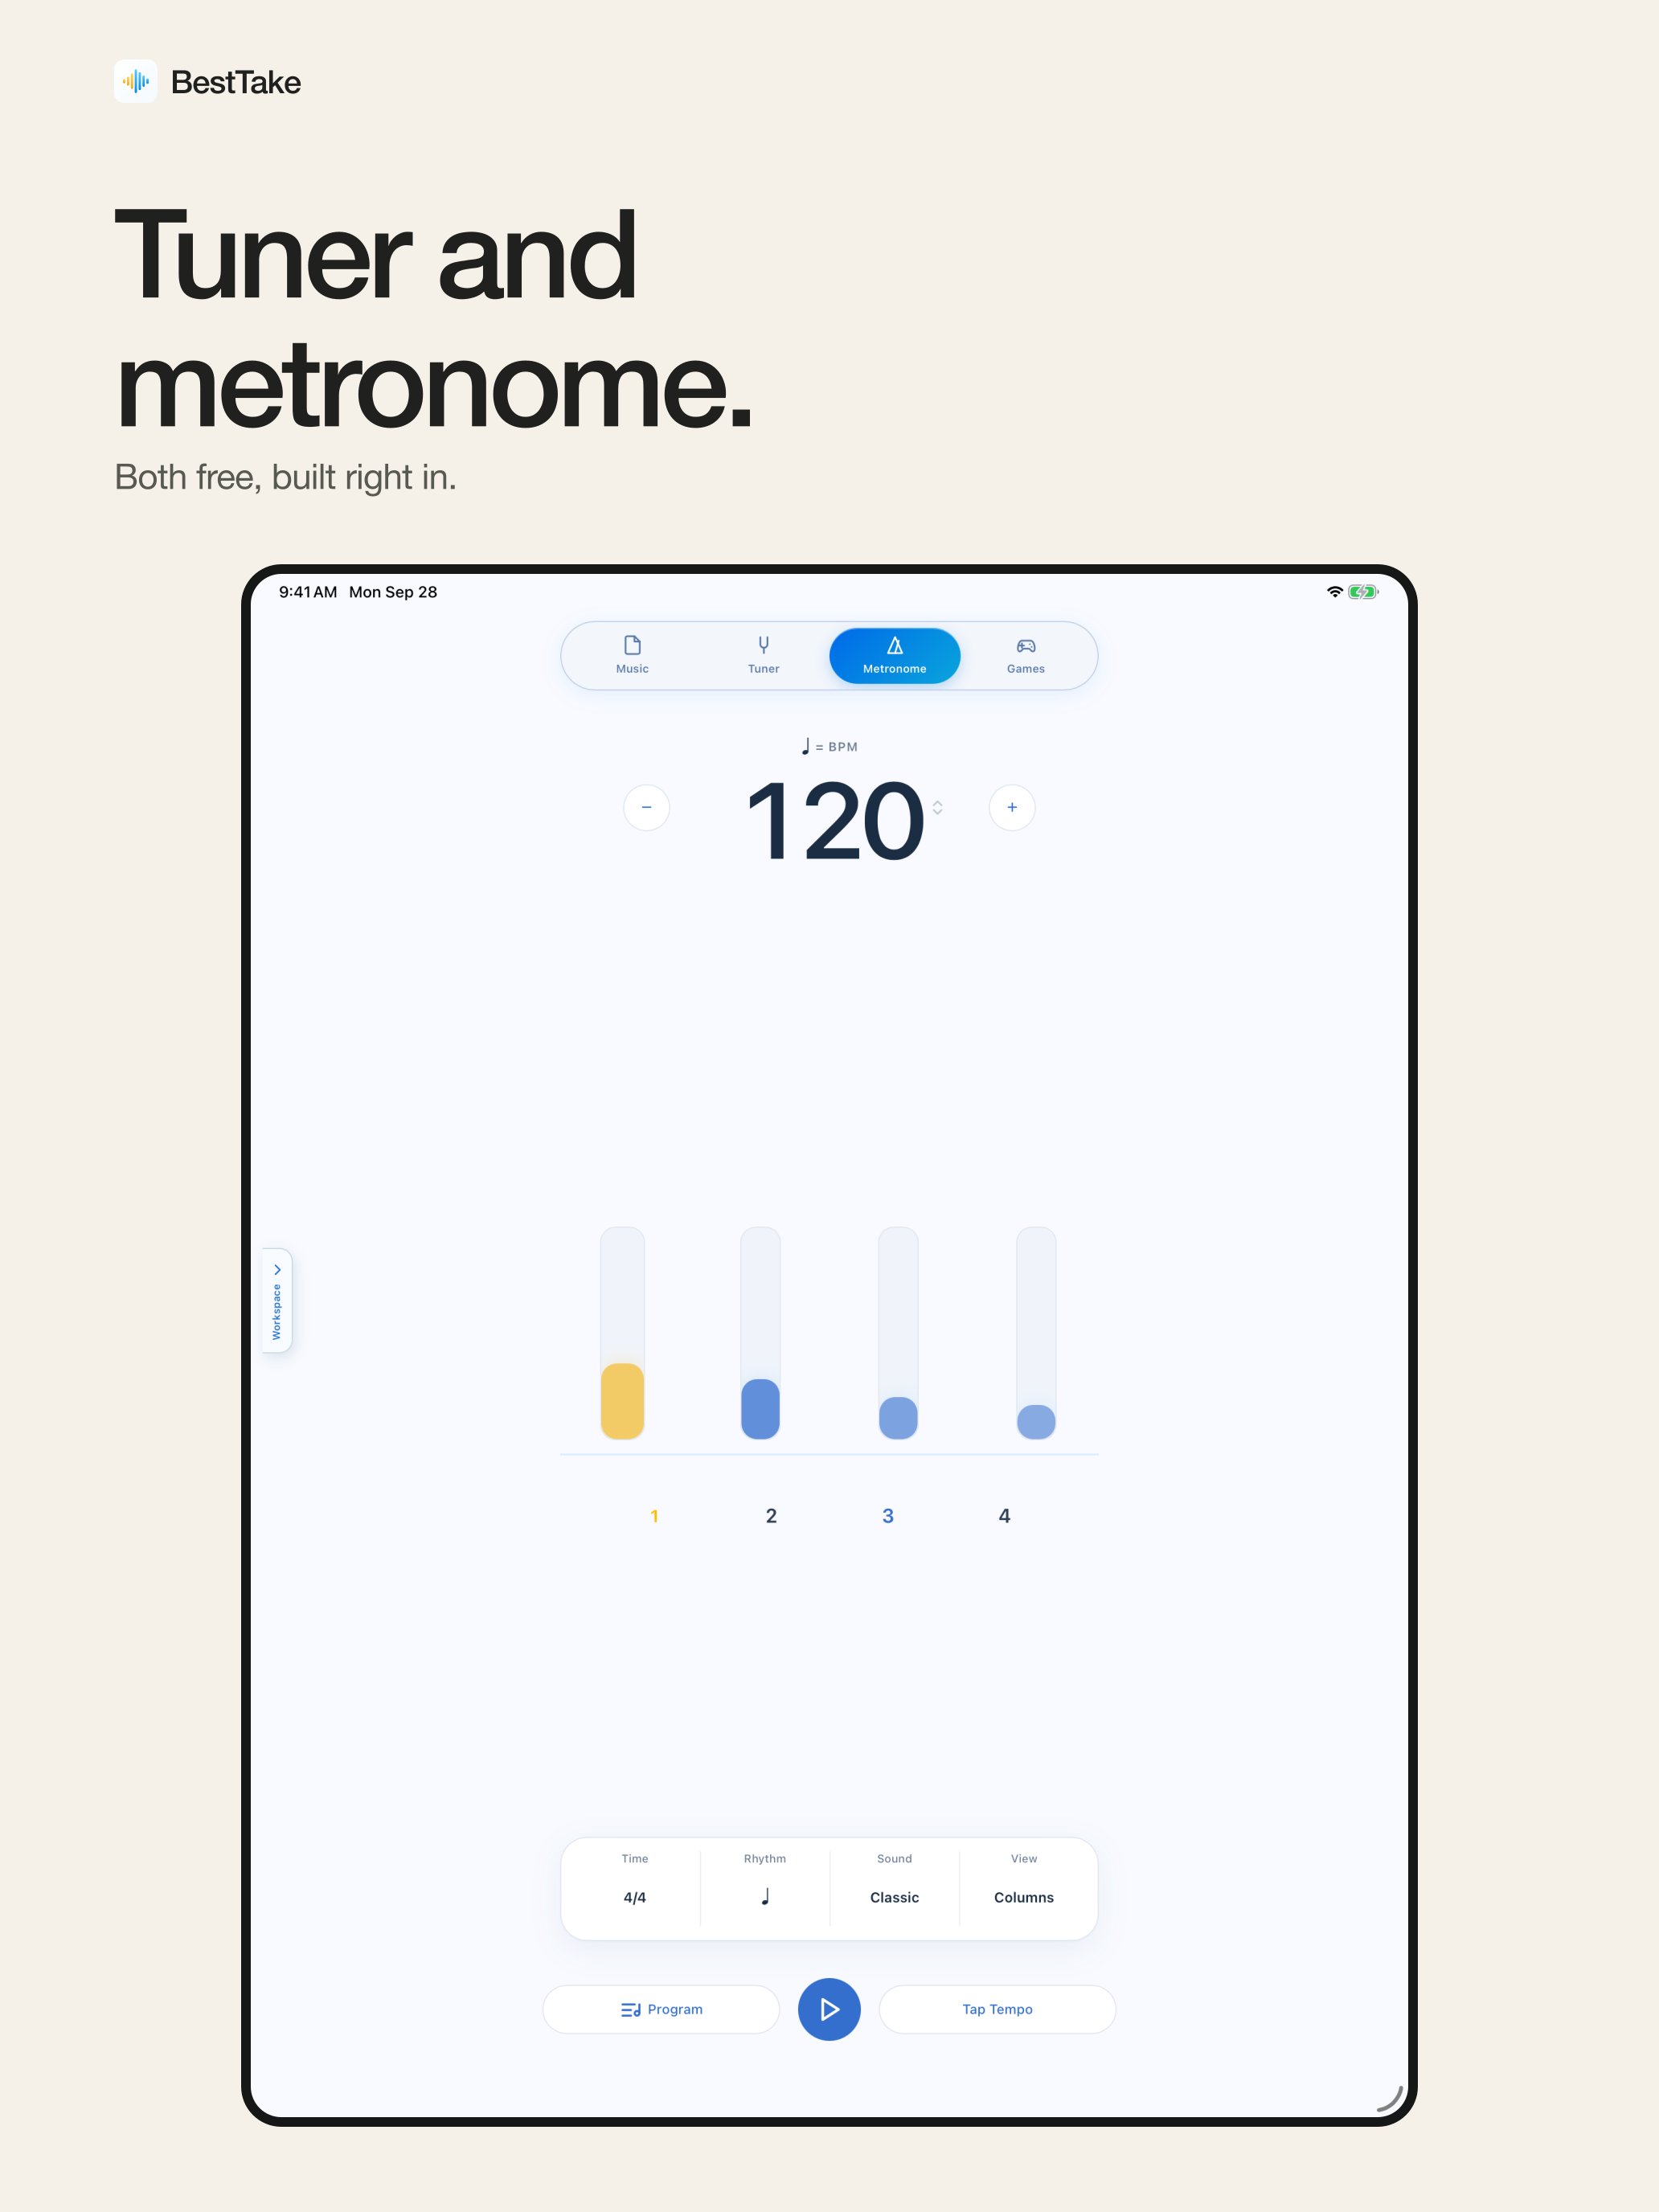 BestTake
Tuner and
metronome.
Both free, built right in.
9:41 AM Mon Sep 28
Music Tuner Metronome Games
♩ = BPM
− 120 +
Workspace
1 2 3 4
Time Rhythm Sound View
4/4 ♩ Classic Columns
Program Tap Tempo